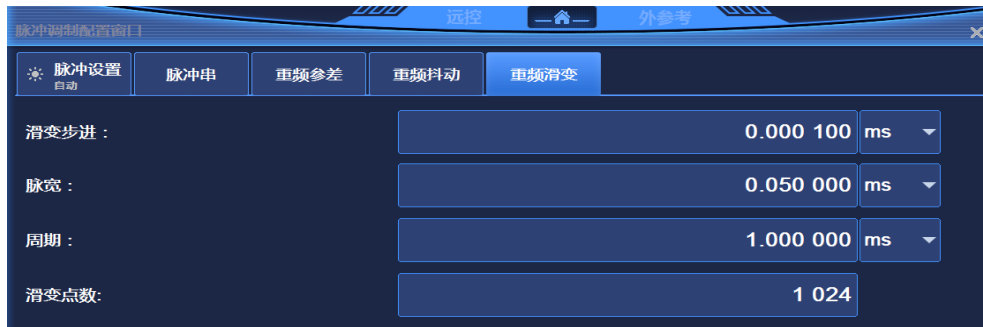 远控
外参考
脉冲调制配置窗口
脉冲设置
自动
脉冲串
重频参差
重频抖动
重频滑变
滑变步进：
0.000 100 ms
脉宽：
0.050 000 ms
周期：
1.000 000 ms
滑变点数:
1 024